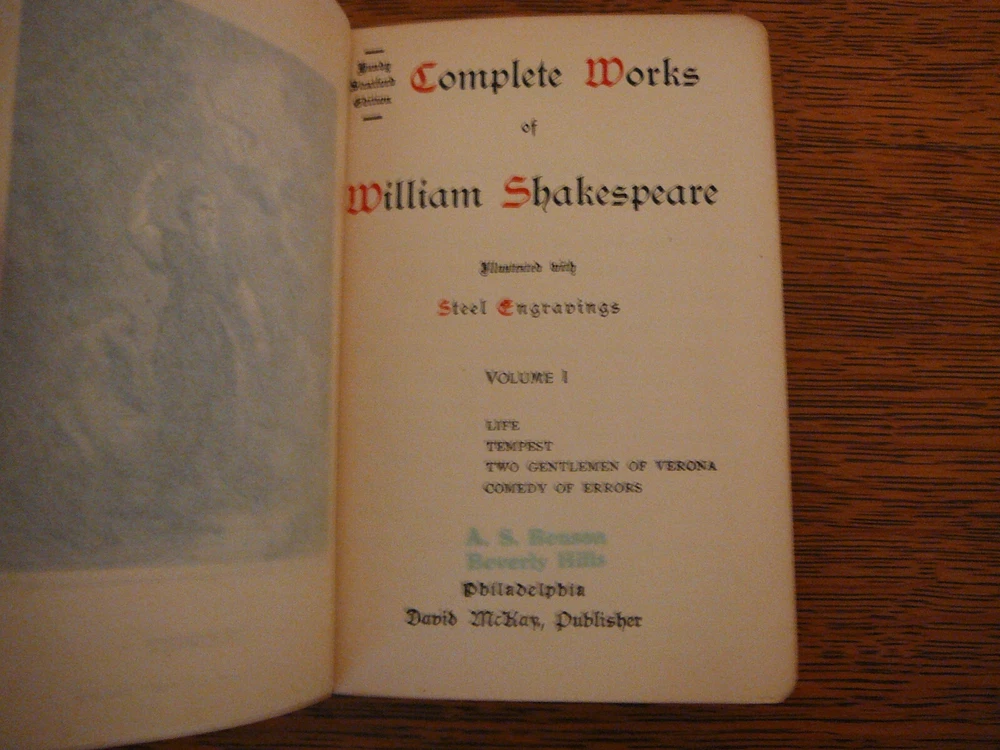 Handy
Stratford
Edition
Complete Works
of
William Shakespeare
Illustrated with
Steel Engravings
VOLUME I
LIFE
TEMPEST
TWO GENTLEMEN OF VERONA
COMEDY OF ERRORS
A. S. Benson
Beverly Hills
Philadelphia
David McKay, Publisher